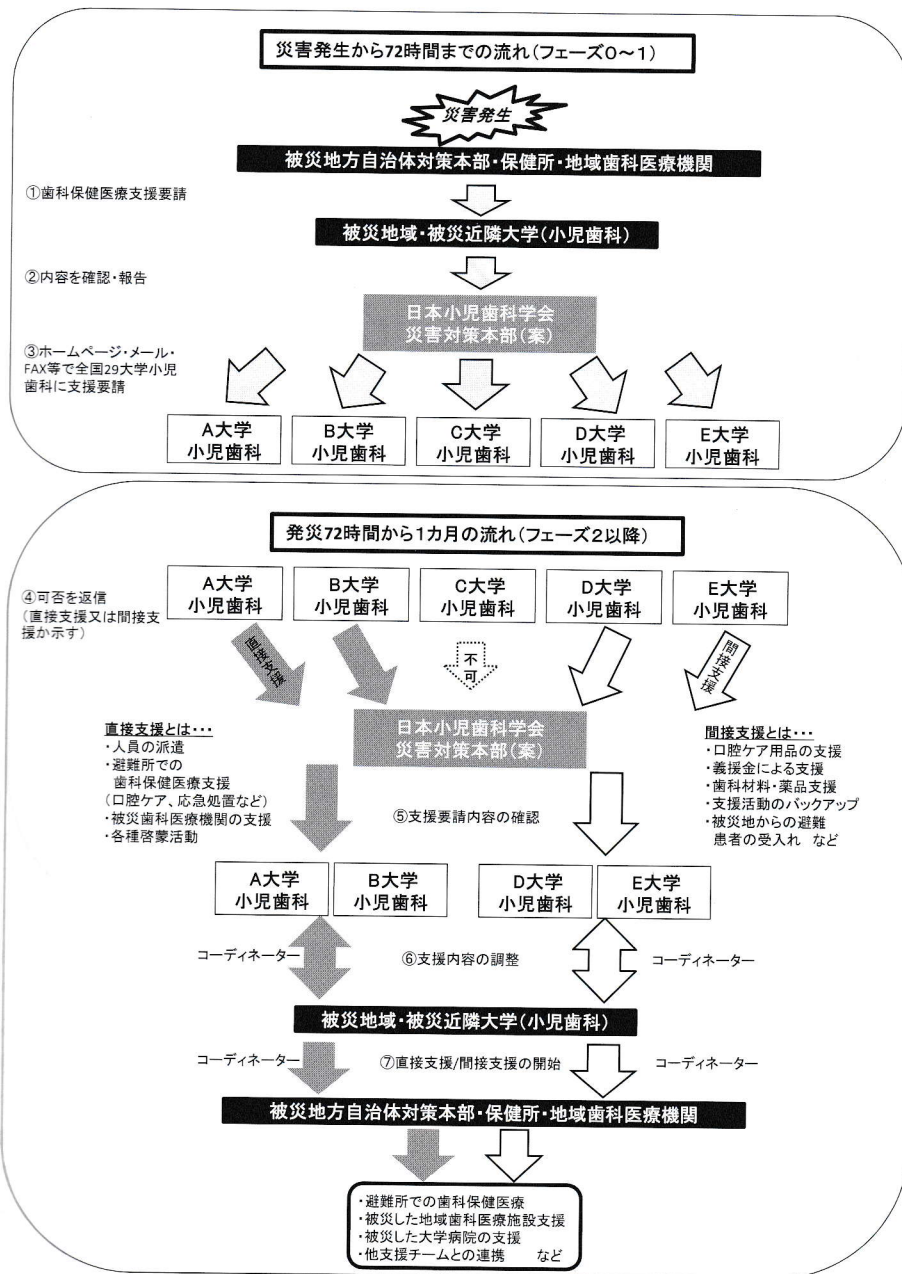 災害発生から72時間までの流れ(フェーズ0～1)
災害発生
被災地方自治体対策本部・保健所・地域歯科医療機関
①歯科保健医療支援要請
被災地域・被災近隣大学(小児歯科)
②内容を確認・報告
日本小児歯科学会
災害対策本部(案)
③ホームページ・メール・
FAX等で全国29大学小児
歯科に支援要請
A大学
小児歯科
B大学
小児歯科
C大学
小児歯科
D大学
小児歯科
E大学
小児歯科
発災72時間から1カ月の流れ(フェーズ2以降)
④可否を返信
(直接支援又は間接支
援か示す)
A大学
小児歯科
B大学
小児歯科
C大学
小児歯科
D大学
小児歯科
E大学
小児歯科
直接支援
不可
間接支援
日本小児歯科学会
災害対策本部(案)
直接支援とは・・・
・人員の派遣
・避難所での
歯科保健医療支援
(口腔ケア、応急処置など)
・被災歯科医療機関の支援
・各種啓蒙活動
間接支援とは・・・
・口腔ケア用品の支援
・義援金による支援
・歯科材料・薬品支援
・支援活動のバックアップ
・被災地からの避難
患者の受入れ など
⑤支援要請内容の確認
A大学
小児歯科
B大学
小児歯科
D大学
小児歯科
E大学
小児歯科
コーディネーター
⑥支援内容の調整
コーディネーター
被災地域・被災近隣大学(小児歯科)
コーディネーター
⑦直接支援/間接支援の開始
コーディネーター
被災地方自治体対策本部・保健所・地域歯科医療機関
・避難所での歯科保健医療
・被災した地域歯科医療施設支援
・被災した大学病院の支援
・他支援チームとの連携 など